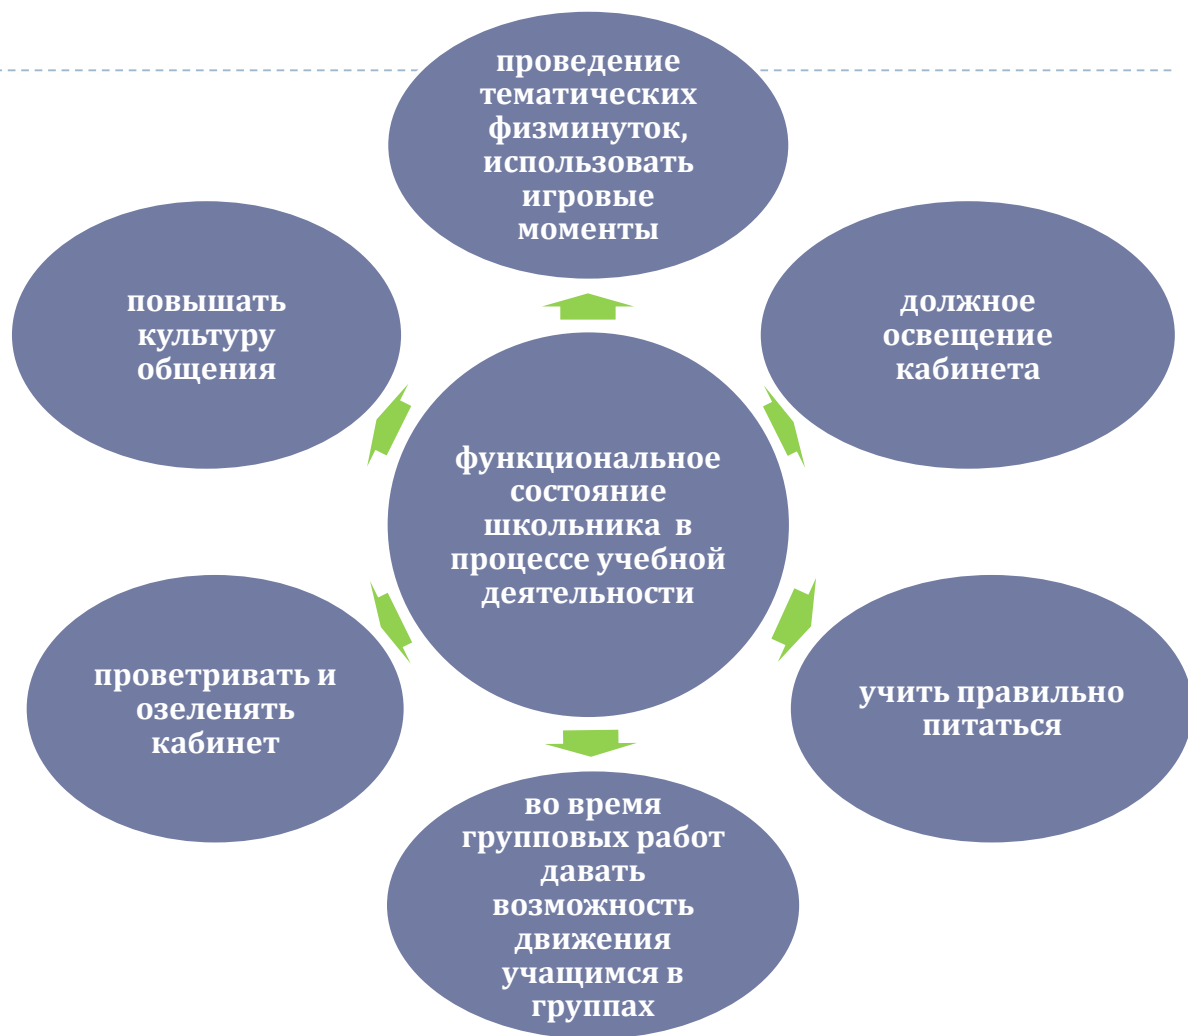 проведение
тематических
физминуток,
использовать
игровые
моменты
повышать
культуру
общения
должное
освещение
кабинета
функциональное
состояние
школьника  в
процессе учебной
деятельности
проветривать и
озеленять
кабинет
учить правильно
питаться
во время
групповых работ
давать
возможность
движения
учащимся в
группах